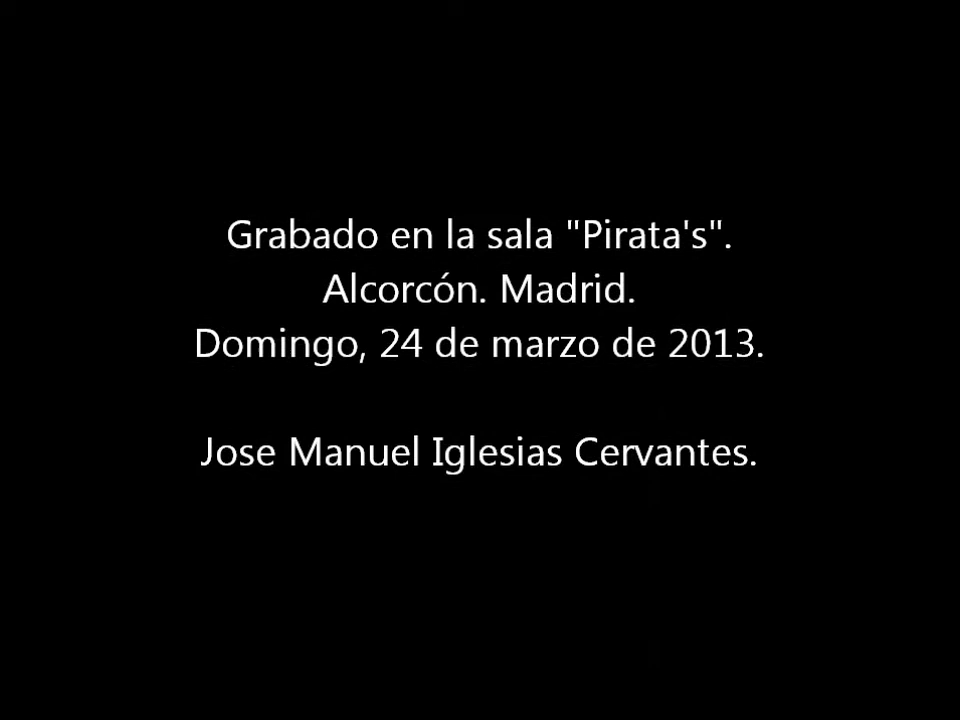 Grabado en la sala "Pirata's".
Alcorcón. Madrid.
Domingo, 24 de marzo de 2013.
Jose Manuel Iglesias Cervantes.